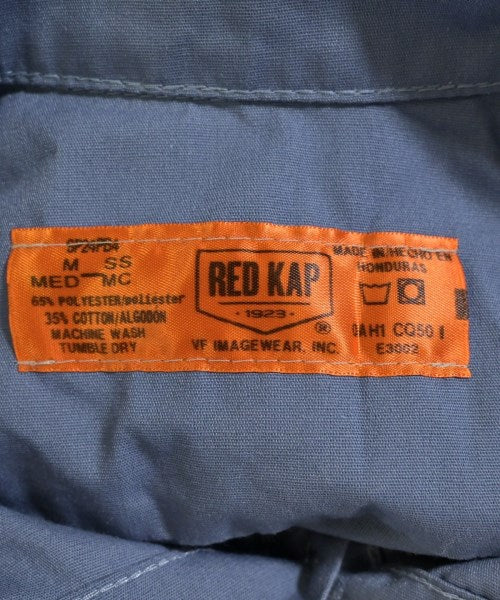 SP24PB4
M SS
MED MC
65% POLYESTER/poliester
35% COTTON/ALGODON
MACHINE WASH
TUMBLE DRY
RED KAP
· 1923 ·
®
VF IMAGEWEAR, INC.
MADE IN/HECHO EN
HONDURAS
CQ50
E3002